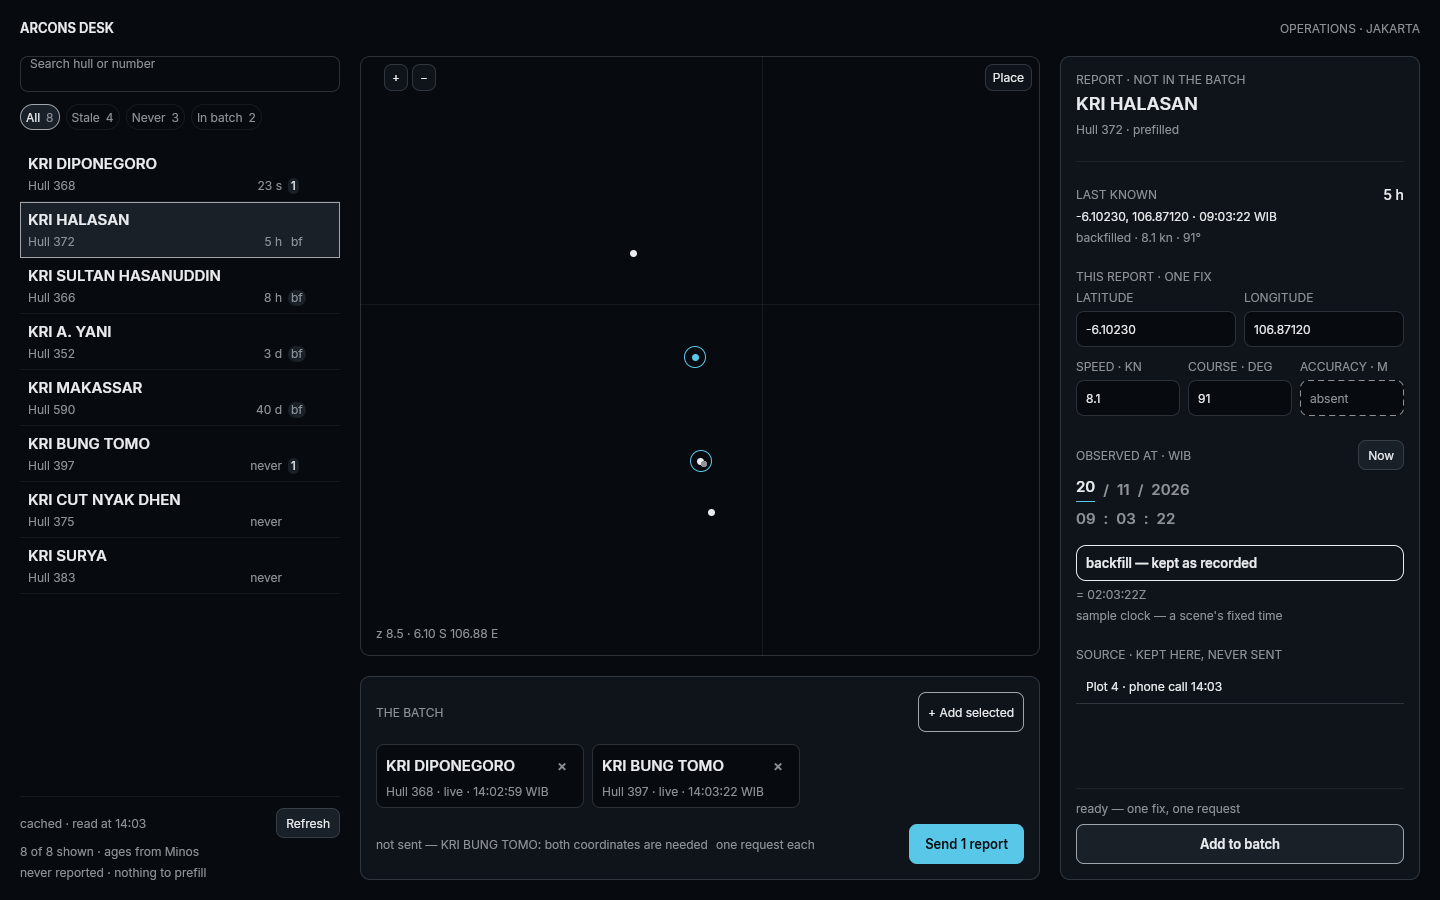 ARCONS DESK
OPERATIONS · JAKARTA
Search hull or number
All 8
Stale 4
Never 3
In batch 2
KRI DIPONEGORO
Hull 368
23 s 1
KRI HALASAN
Hull 372
5 h bf
KRI SULTAN HASANUDDIN
Hull 366
8 h bf
KRI A. YANI
Hull 352
3 d bf
KRI MAKASSAR
Hull 590
40 d bf
KRI BUNG TOMO
Hull 397
never 1
KRI CUT NYAK DHEN
Hull 375
never
KRI SURYA
Hull 383
never
cached · read at 14:03
Refresh
8 of 8 shown · ages from Minos
never reported · nothing to prefill
+
−
Place
z 8.5 · 6.10 S 106.88 E
THE BATCH
+ Add selected
KRI DIPONEGORO ×
Hull 368 · live · 14:02:59 WIB
KRI BUNG TOMO ×
Hull 397 · live · 14:03:22 WIB
not sent — KRI BUNG TOMO: both coordinates are needed one request each
Send 1 report
REPORT · NOT IN THE BATCH
KRI HALASAN
Hull 372 · prefilled
LAST KNOWN
5 h
-6.10230, 106.87120 · 09:03:22 WIB
backfilled · 8.1 kn · 91°
THIS REPORT · ONE FIX
LATITUDE
LONGITUDE
-6.10230
106.87120
SPEED · KN
COURSE · DEG
ACCURACY · M
8.1
91
absent
OBSERVED AT · WIB
Now
20 / 11 / 2026
09 : 03 : 22
backfill — kept as recorded
= 02:03:22Z
sample clock — a scene's fixed time
SOURCE · KEPT HERE, NEVER SENT
Plot 4 · phone call 14:03
ready — one fix, one request
Add to batch